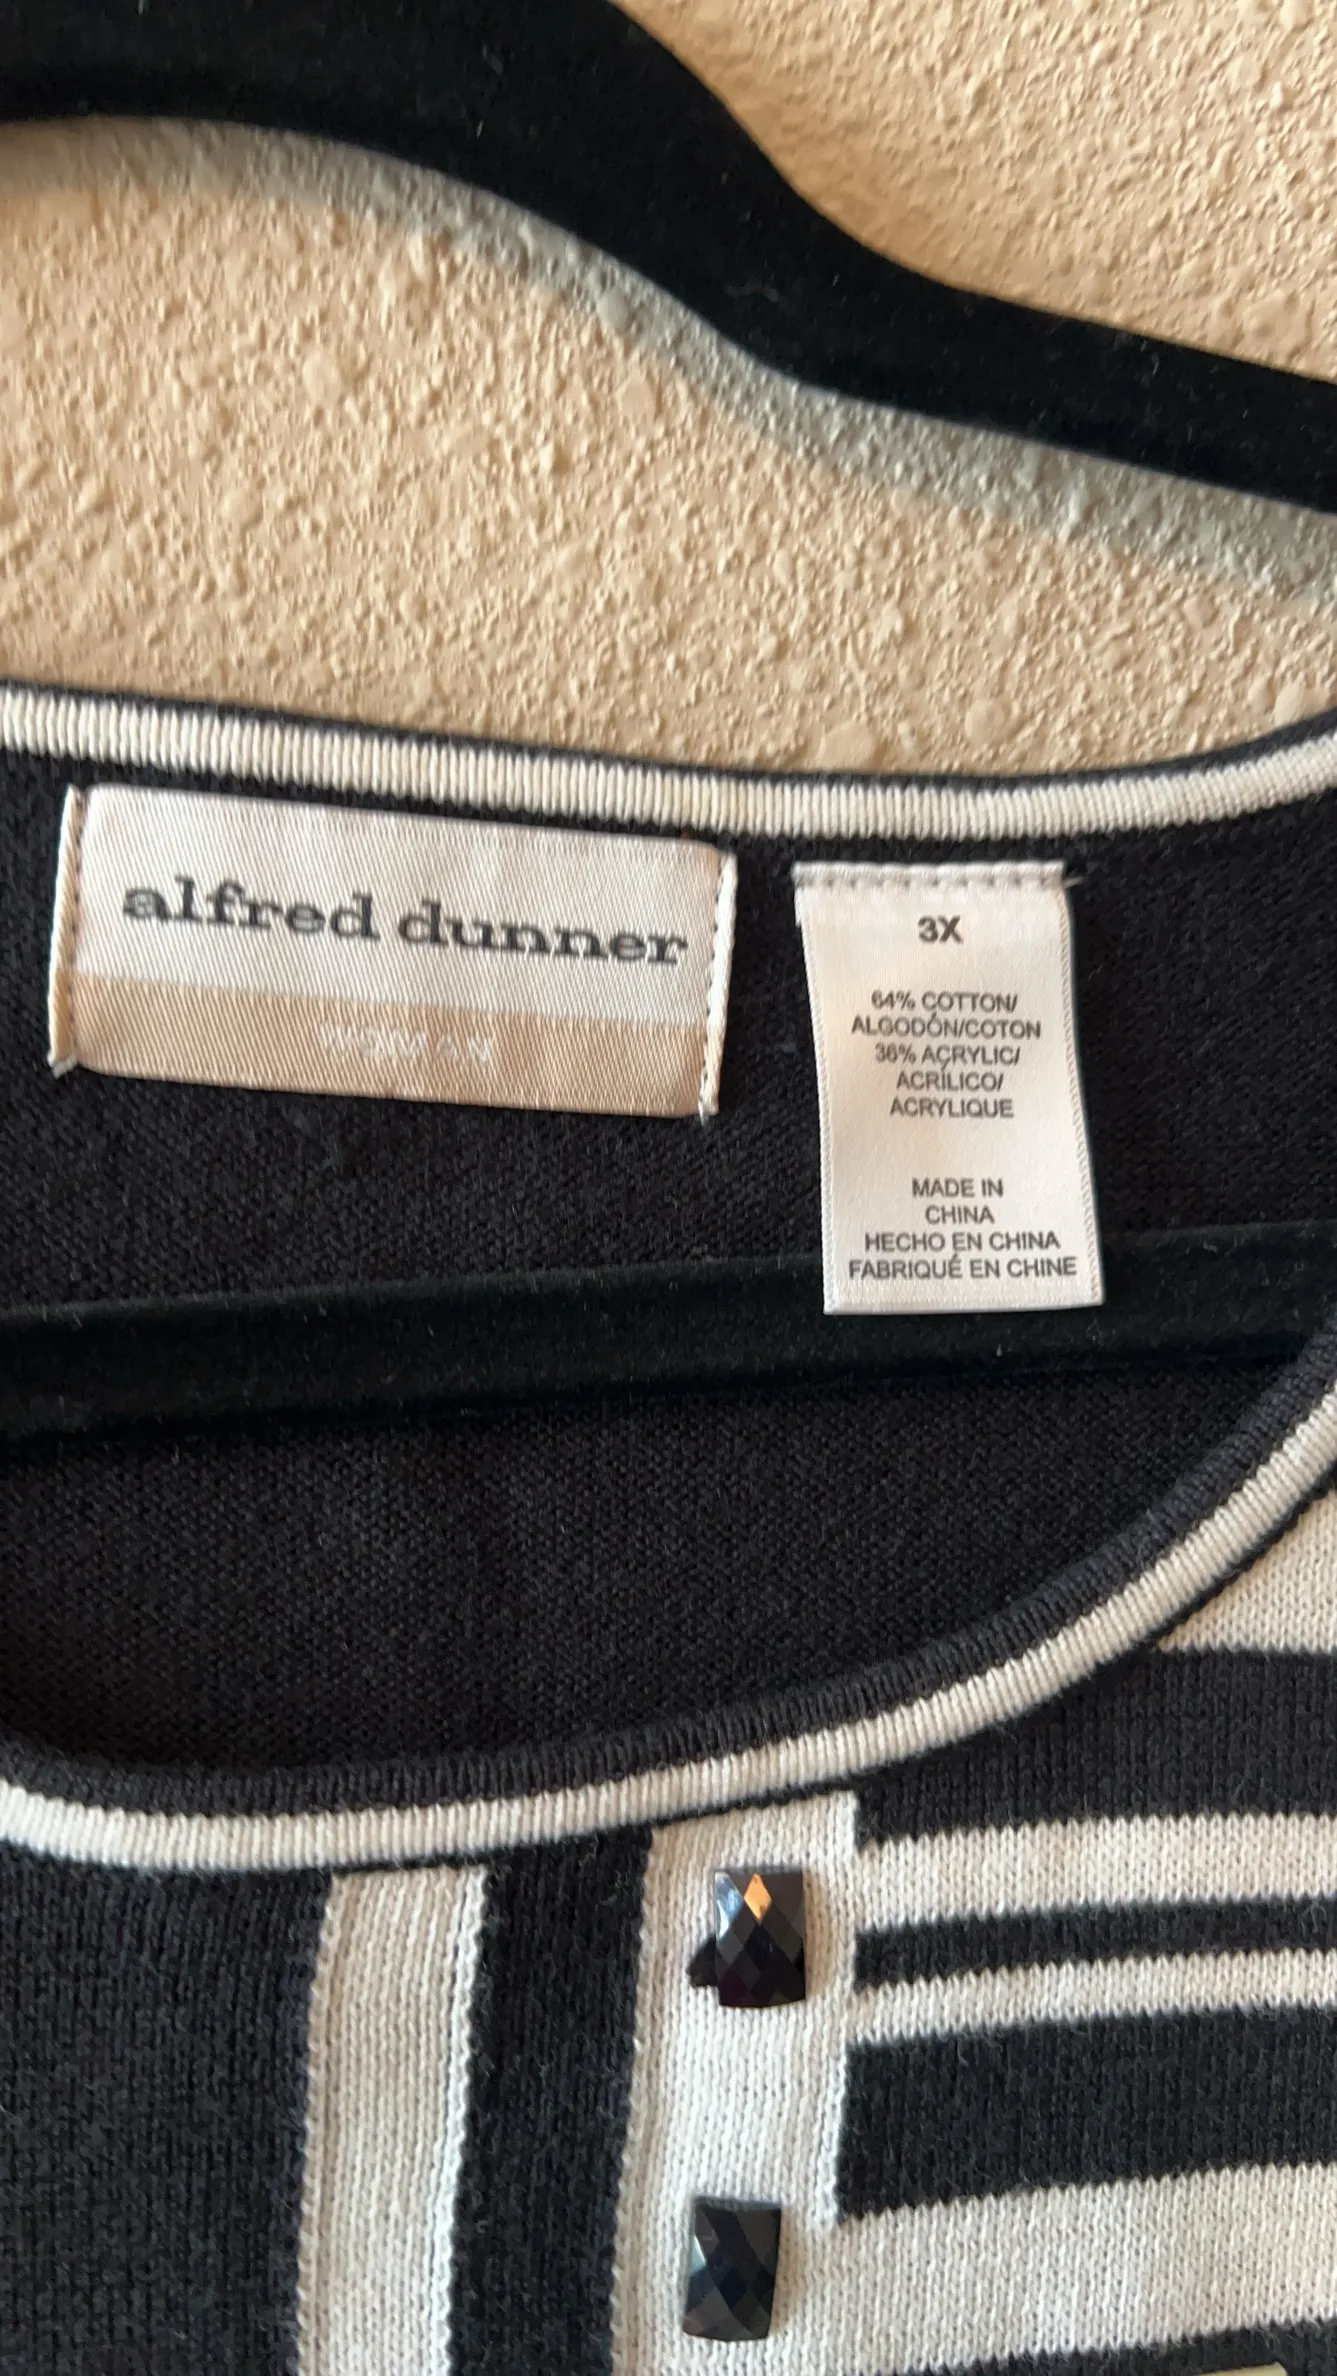 alfred dunner
WOMAN
3X
64% COTTON/
ALGODÓN/COTON
36% ACRYLIC/
ACRÍLICO/
ACRYLIQUE
MADE IN
CHINA
HECHO EN CHINA
FABRIQUÉ EN CHINE